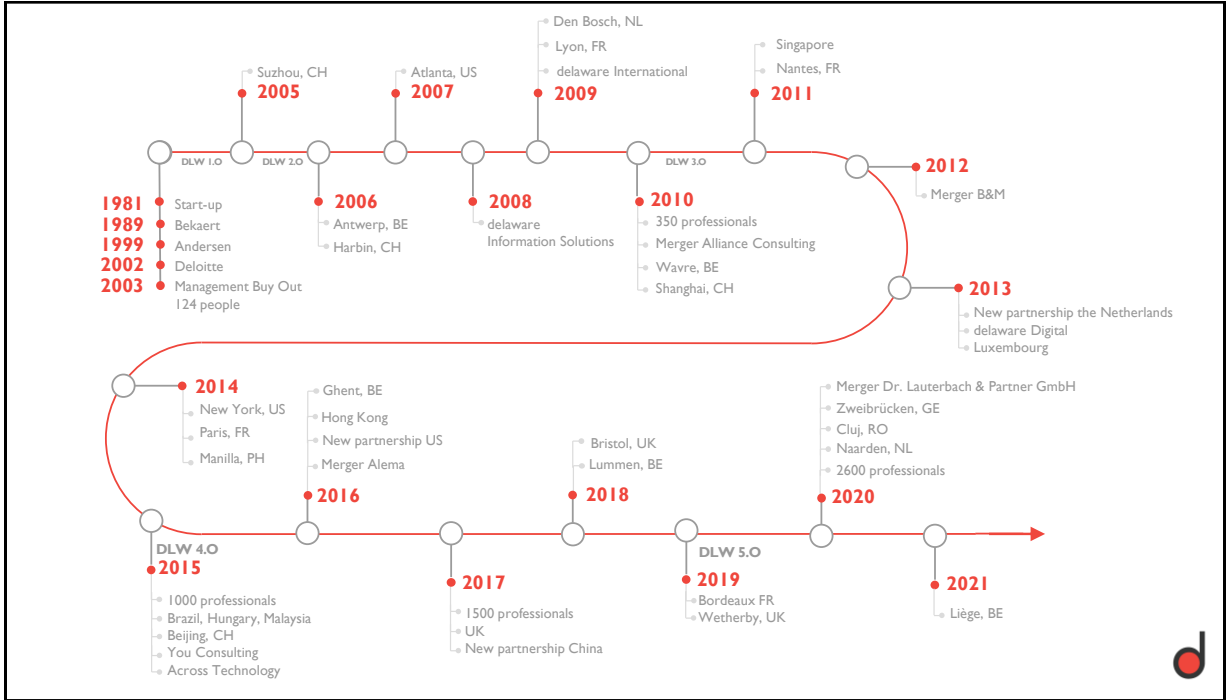 Suzhou, CH
2005
Atlanta, US
2007
Den Bosch, NL
Lyon, FR
delaware International
2009
Singapore
Nantes, FR
2011
DLW 1.0
DLW 2.0
DLW 3.0
1981 Start-up
1989 Bekaert
1999 Andersen
2002 Deloitte
2003 Management Buy Out
124 people
2006
Antwerp, BE
Harbin, CH
2008
delaware
Information Solutions
2010
350 professionals
Merger Alliance Consulting
Wavre, BE
Shanghai, CH
2012
Merger B&M
2013
New partnership the Netherlands
delaware Digital
Luxembourg
2014
New York, US
Paris, FR
Manilla, PH
DLW 4.0
2015
1000 professionals
Brazil, Hungary, Malaysia
Beijing, CH
You Consulting
Across Technology
Ghent, BE
Hong Kong
New partnership US
Merger Alema
2016
2017
1500 professionals
UK
New partnership China
Bristol, UK
Lummen, BE
2018
DLW 5.0
2019
Bordeaux FR
Wetherby, UK
Merger Dr. Lauterbach & Partner GmbH
Zweibrücken, GE
Cluj, RO
Naarden, NL
2600 professionals
2020
2021
Liège, BE
d